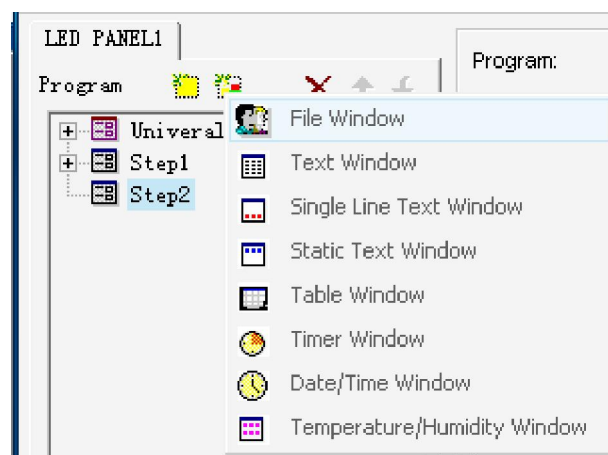 LED PANEL1
Program:
Program
Univeral
Step1
Step2
File Window
Text Window
Single Line Text Window
Static Text Window
Table Window
Timer Window
Date/Time Window
Temperature/Humidity Window